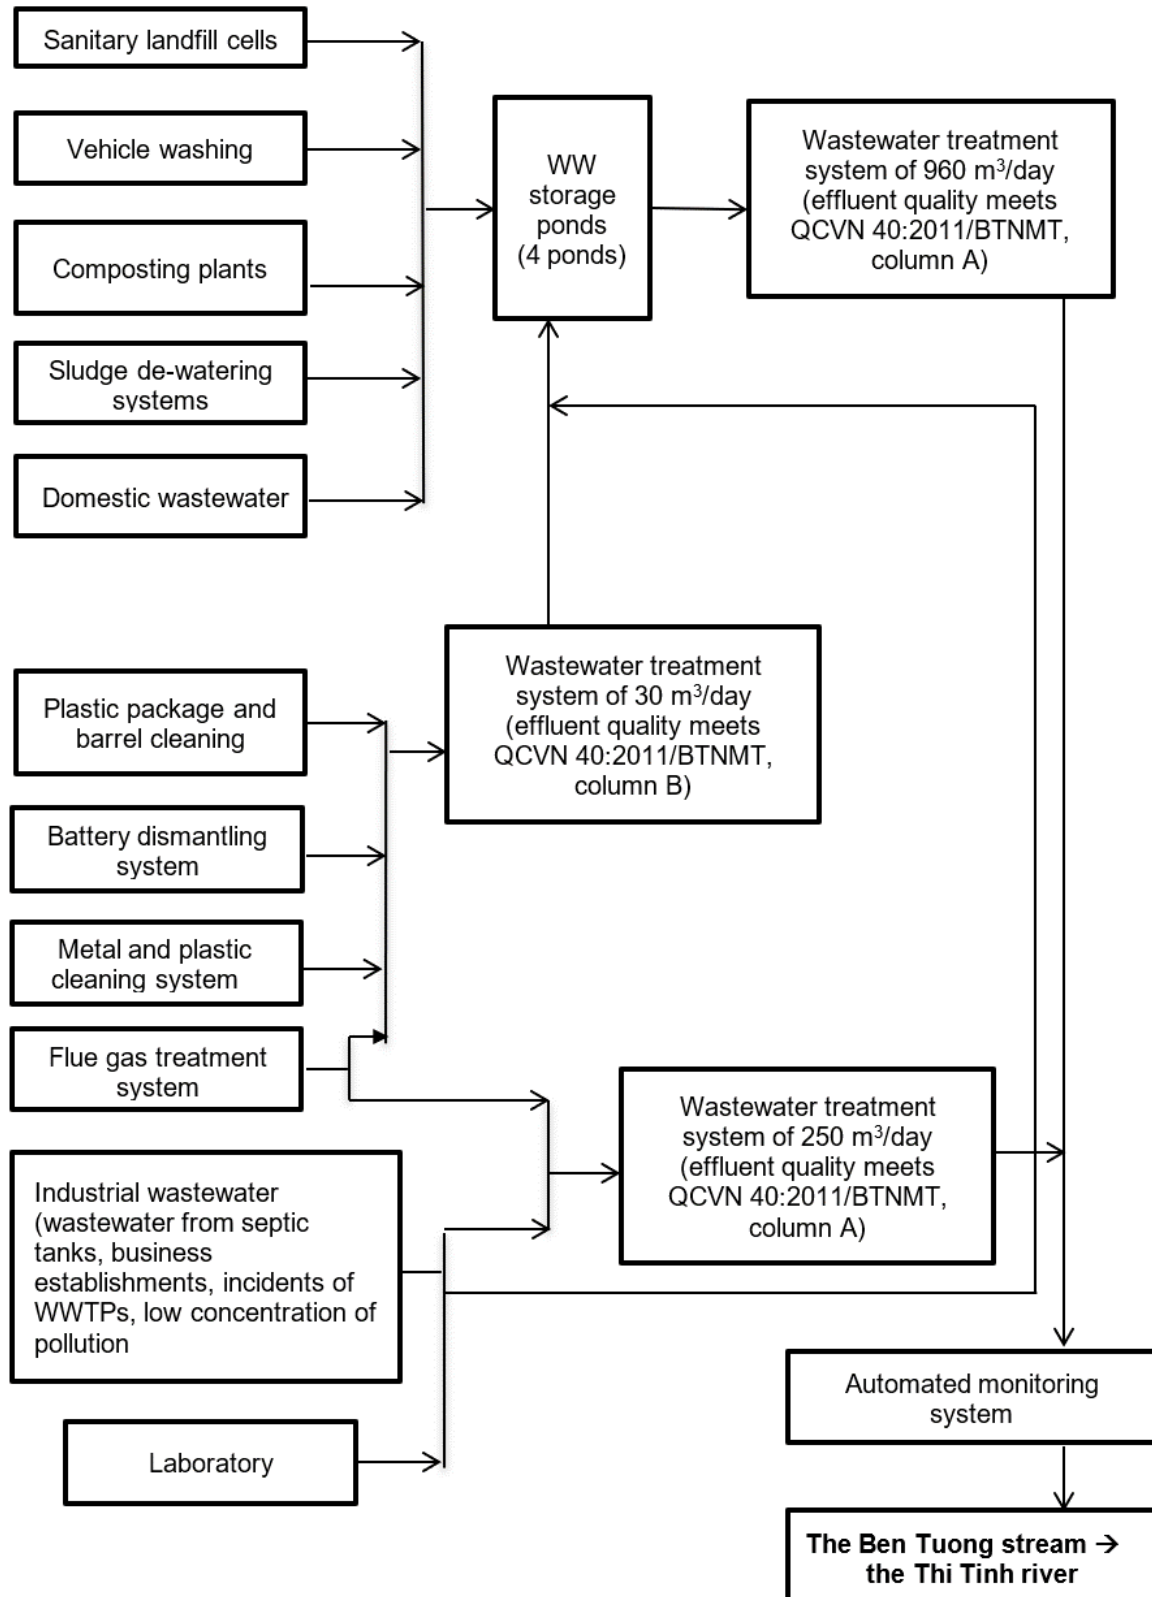 Sanitary landfill cells
Vehicle washing
Composting plants
Sludge de-watering
systems
Domestic wastewater
WW
storage
ponds
(4 ponds)
Wastewater treatment
system of 960 m³/day
(effluent quality meets
QCVN 40:2011/BTNMT,
column A)
Plastic package and
barrel cleaning
Battery dismantling
system
Metal and plastic
cleaning system
Flue gas treatment
system
Wastewater treatment
system of 30 m³/day
(effluent quality meets
QCVN 40:2011/BTNMT,
column B)
Industrial wastewater
(wastewater from septic
tanks, business
establishments, incidents of
WWTPs, low concentration of
pollution
Laboratory
Wastewater treatment
system of 250 m³/day
(effluent quality meets
QCVN 40:2011/BTNMT,
column A)
Automated monitoring
system
The Ben Tuong stream →
the Thi Tinh river